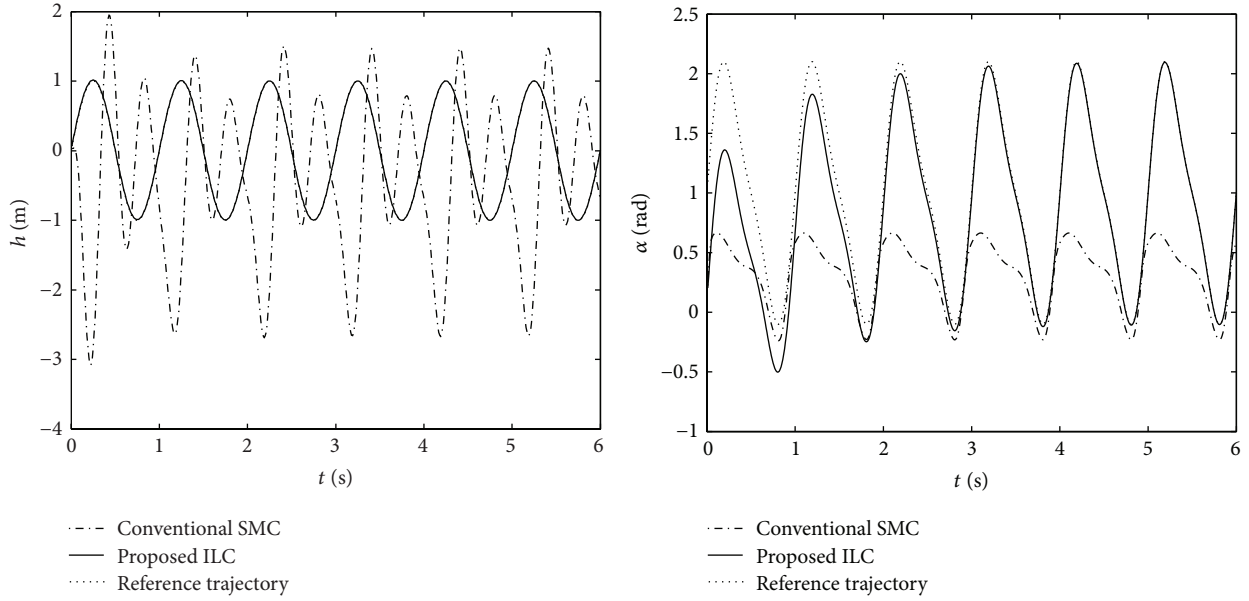 2
1
0
−1
−2
−3
−4
h (m)
0 1 2 3 4 5 6
t (s)
Conventional SMC
Proposed ILC
Reference trajectory
2.5
2
1.5
1
0.5
0
−0.5
−1
α (rad)
0 1 2 3 4 5 6
t (s)
Conventional SMC
Proposed ILC
Reference trajectory